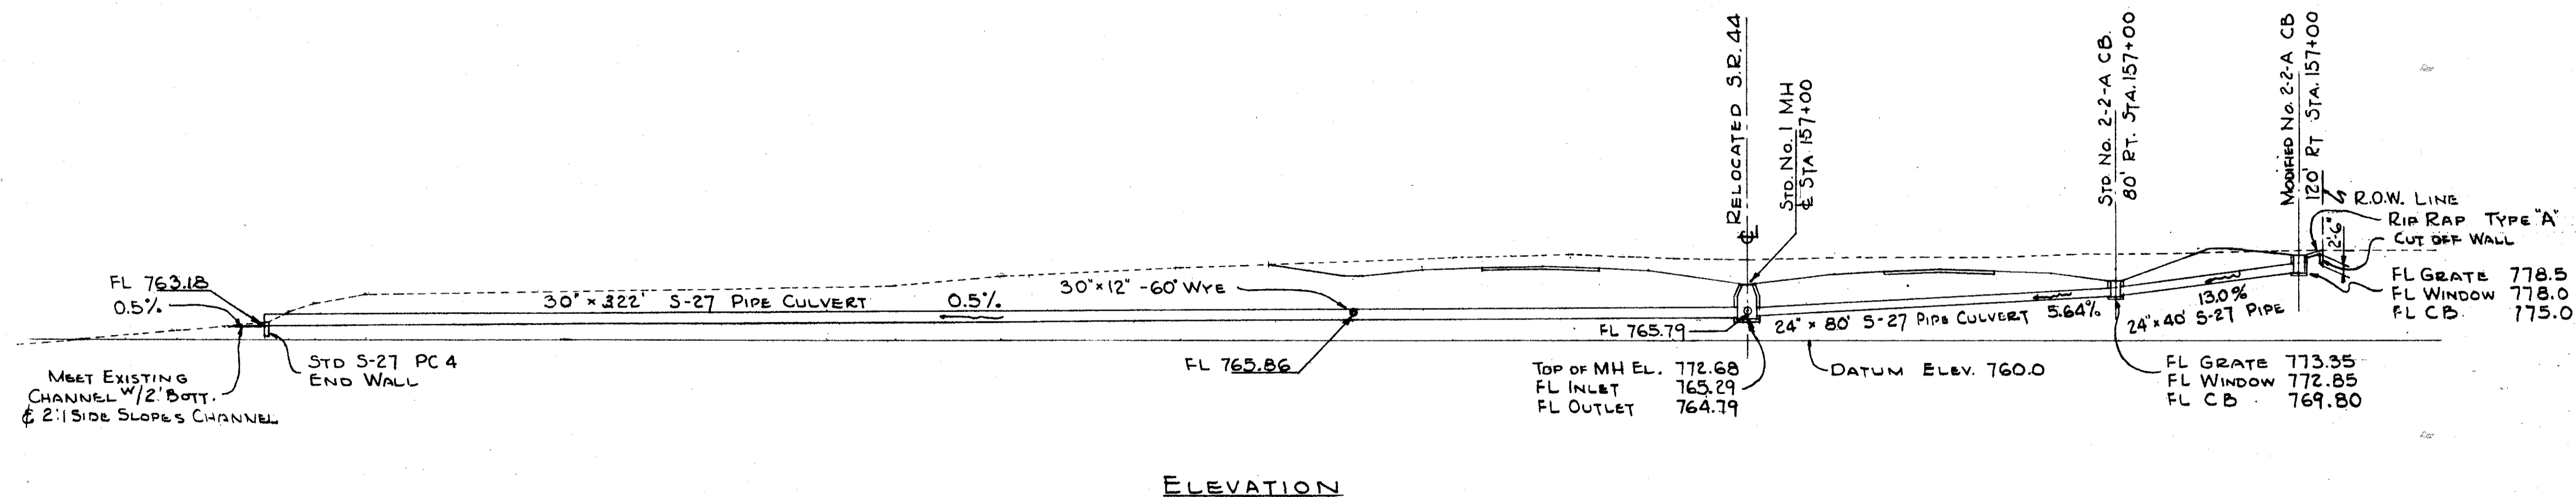 RELOCATED S.R. 44
℄
STD. NO. 1 MH
℄ STA. 157+00
STD. NO. 2-2-A CB.
80' RT. STA. 157+00
MODIFIED NO. 2-2-A CB
120' RT STA. 157+00
R.O.W. LINE
RIP RAP TYPE "A"
CUT OFF WALL
2'-6"
FL GRATE 778.5
FL WINDOW 778.0
FL CB. 775.0
FL 763.18
0.5%
30" × 322' S-27 PIPE CULVERT
0.5%
30" × 12" - 60° WYE
FL 765.79
24" × 80' S-27 PIPE CULVERT 5.64%
13.0%
24" × 40' S-27 PIPE
MEET EXISTING
CHANNEL W/2' BOTT.
& 2:1 SIDE SLOPES CHANNEL
STD S-27 PC 4
END WALL
FL 765.86
TOP OF MH EL. 772.68
FL INLET 765.29
FL OUTLET 764.79
DATUM ELEV. 760.0
FL GRATE 773.35
FL WINDOW 772.85
FL CB. 769.80
ELEVATION